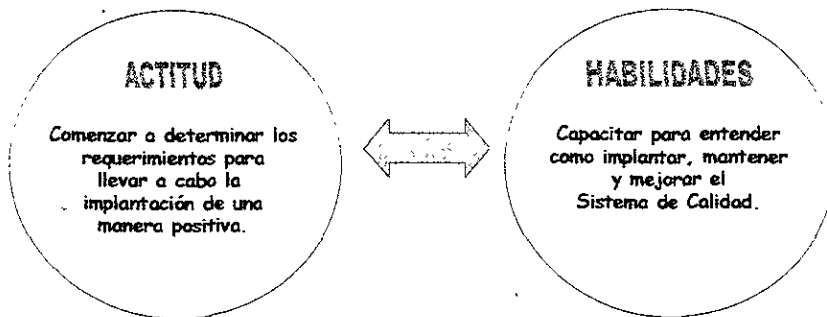 ACTITUD
Comenzar a determinar los
requerimientos para
llevar a cabo la
implantación de una
manera positiva.
HABILIDADES
Capacitar para entender
como implantar, mantener
y mejorar el
Sistema de Calidad.